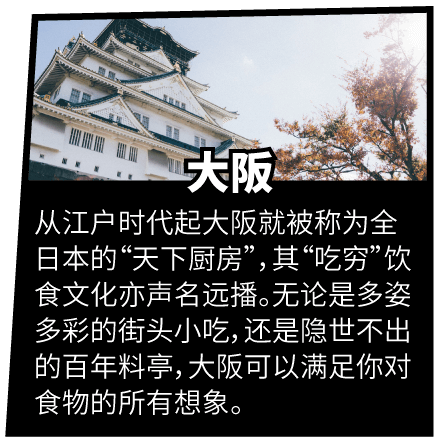 大阪
从江户时代起大阪就被称为全
日本的“天下厨房”，其“吃穷”饮
食文化亦声名远播。无论是多姿
多彩的街头小吃，还是隐世不出
的百年料亭，大阪可以满足你对
食物的所有想象。